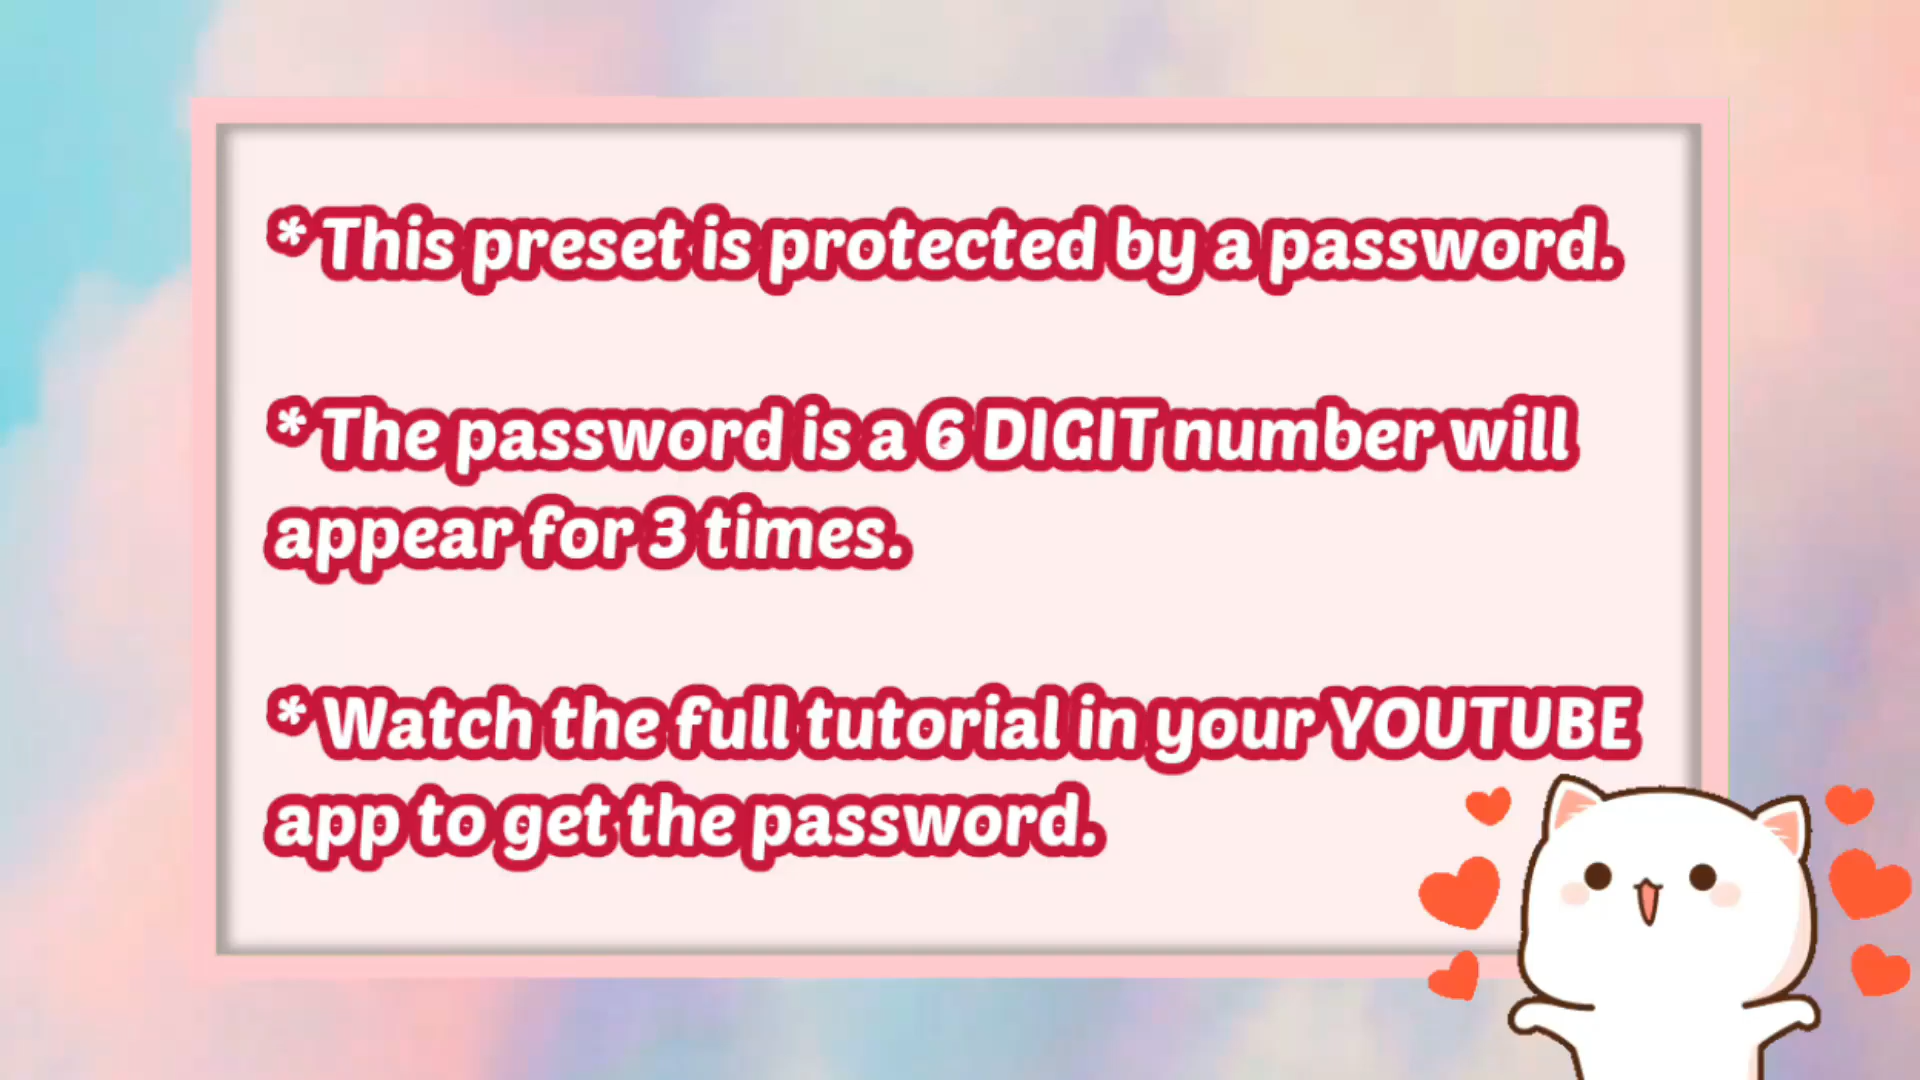 * This preset is protected by a password.
* The password is a 6 DIGIT number will
appear for 3 times.
* Watch the full tutorial in your YOUTUBE
app to get the password.